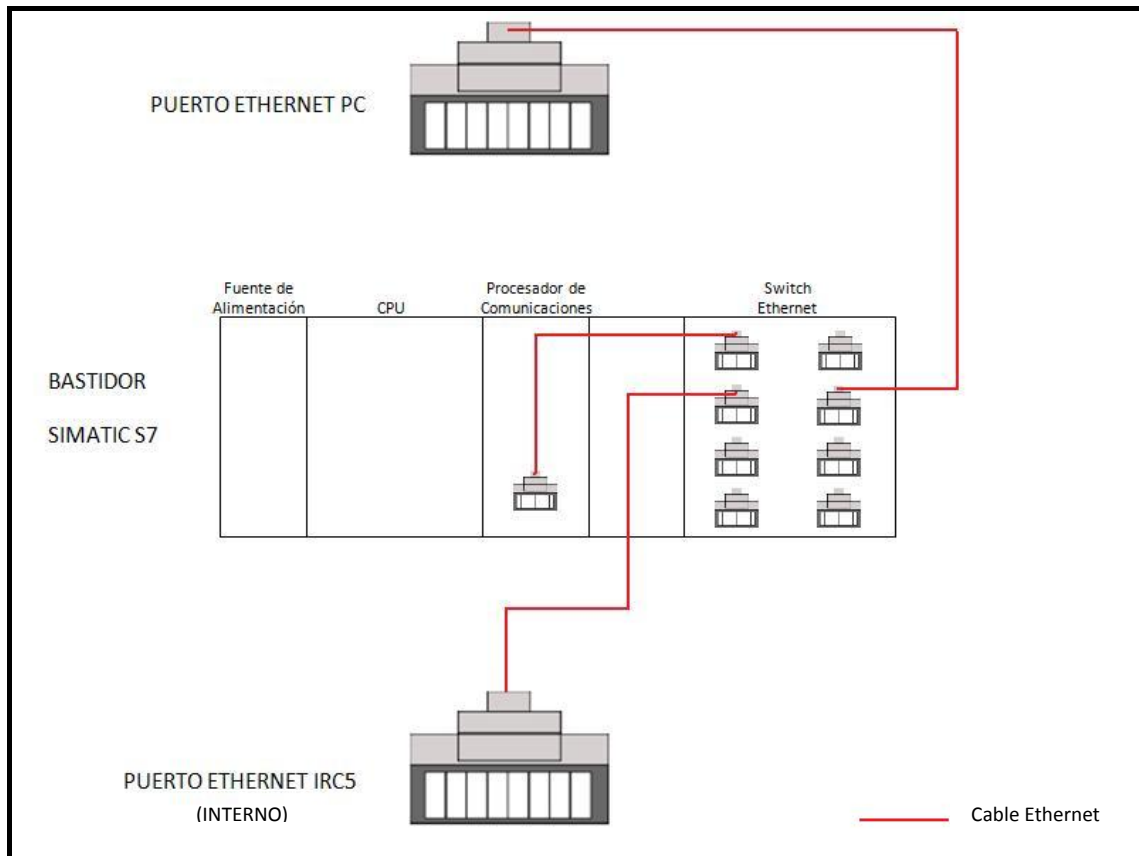 PUERTO ETHERNET PC
Fuente de
Alimentación
CPU
Procesador de
Comunicaciones
Switch
Ethernet
BASTIDOR
SIMATIC S7
PUERTO ETHERNET IRC5
(INTERNO)
Cable Ethernet